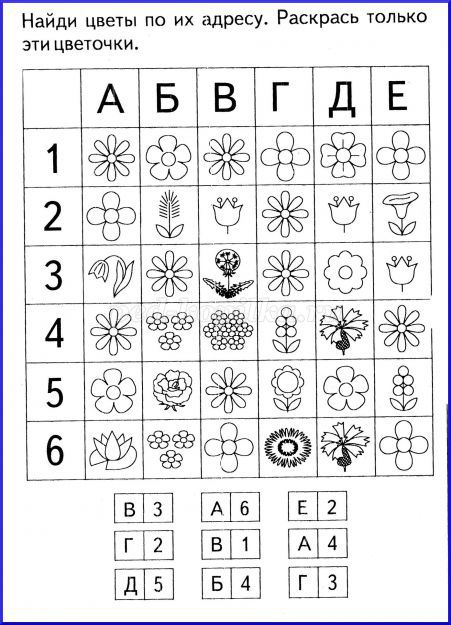 Найди цветы по их адресу. Раскрась только
эти цветочки.
А Б В Г Д Е
1
2
3
4
5
6
В 3 А 6 Е 2
Г 2 В 1 А 4
Д 5 Б 4 Г 3